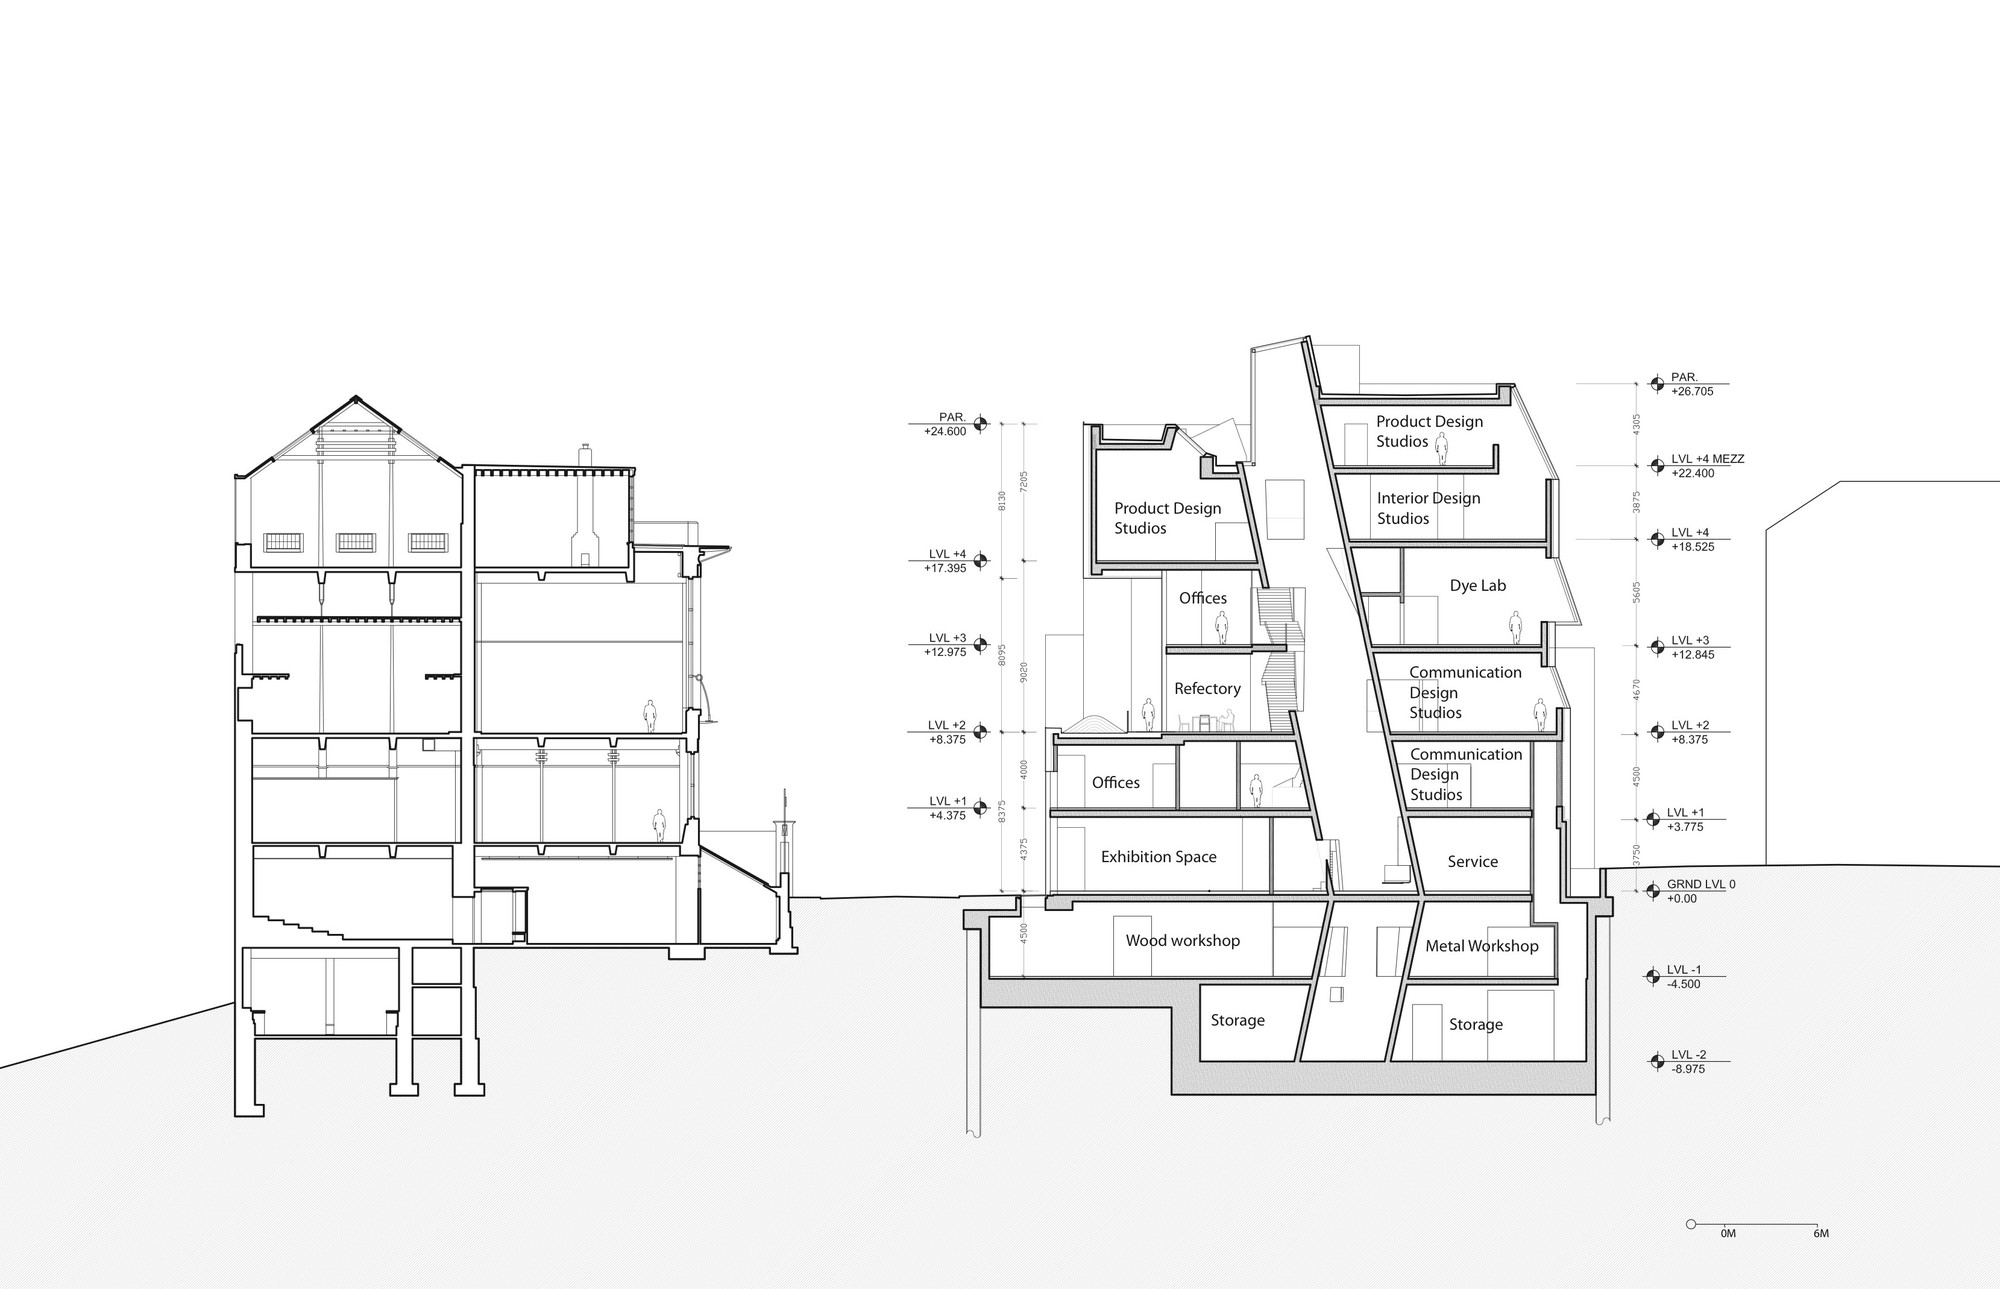 PAR.
+24.600
LVL +4
+17.395
LVL +3
+12.975
LVL +2
+8.375
LVL +1
+4.375
8130
8095
8375
7205
9020
4000
4375
4500
Product Design
Studios
Offices
Refectory
Offices
Exhibition Space
Wood workshop
Storage
Product Design
Studios
Interior Design
Studios
Dye Lab
Communication
Design
Studios
Communication
Design
Studios
Service
Metal Workshop
Storage
4305
3875
5605
4670
4500
3750
PAR.
+26.705
LVL +4 MEZZ
+22.400
LVL +4
+18.525
LVL +3
+12.845
LVL +2
+8.375
LVL +1
+3.775
GRND LVL 0
+0.00
LVL -1
-4.500
LVL -2
-8.975
0M
6M